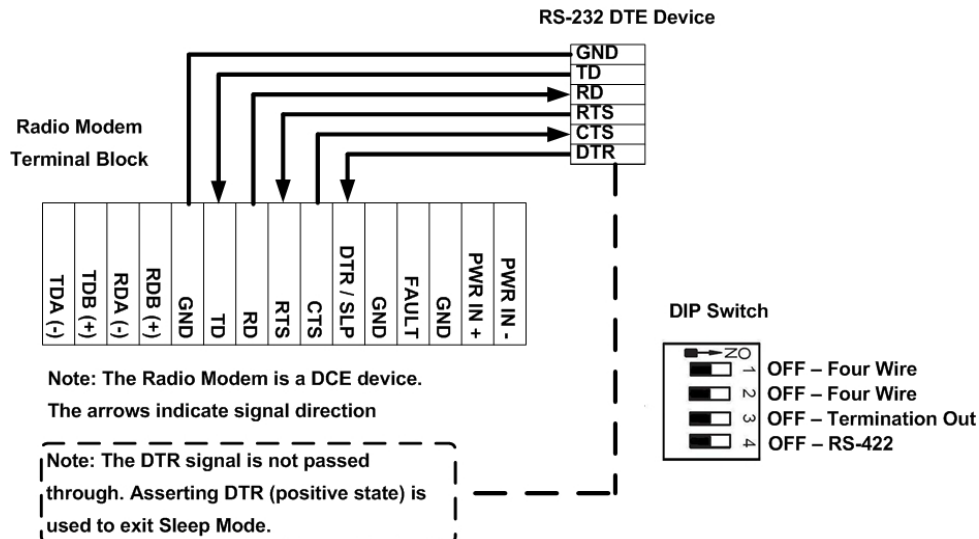 RS-232 DTE Device
GND
TD
RD
RTS
CTS
DTR
Radio Modem
Terminal Block
TDA (-)
TDB (+)
RDA (-)
RDB (+)
GND
TD
RD
RTS
CTS
DTR / SLP
GND
FAULT
GND
PWR IN +
PWR IN -
DIP Switch
ON
1 OFF – Four Wire
2 OFF – Four Wire
3 OFF – Termination Out
4 OFF – RS-422
Note: The Radio Modem is a DCE device.
The arrows indicate signal direction
Note: The DTR signal is not passed
through. Asserting DTR (positive state) is
used to exit Sleep Mode.